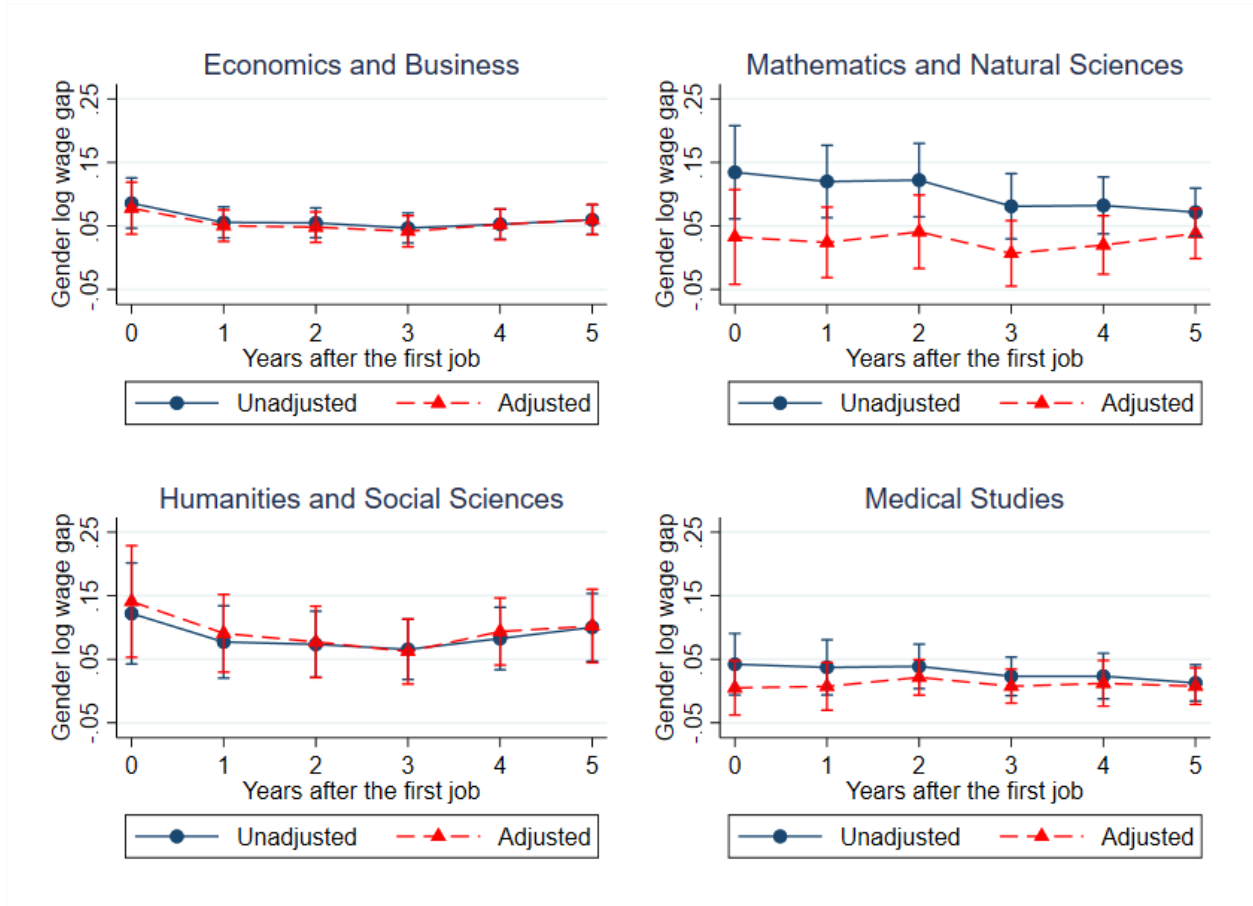 Economics and Business
Gender log wage gap
.25
.15
.05
-.05
0 1 2 3 4 5
Years after the first job
Unadjusted Adjusted
Mathematics and Natural Sciences
Gender log wage gap
.25
.15
.05
-.05
0 1 2 3 4 5
Years after the first job
Unadjusted Adjusted
Humanities and Social Sciences
Gender log wage gap
.25
.15
.05
-.05
0 1 2 3 4 5
Years after the first job
Unadjusted Adjusted
Medical Studies
Gender log wage gap
.25
.15
.05
-.05
0 1 2 3 4 5
Years after the first job
Unadjusted Adjusted